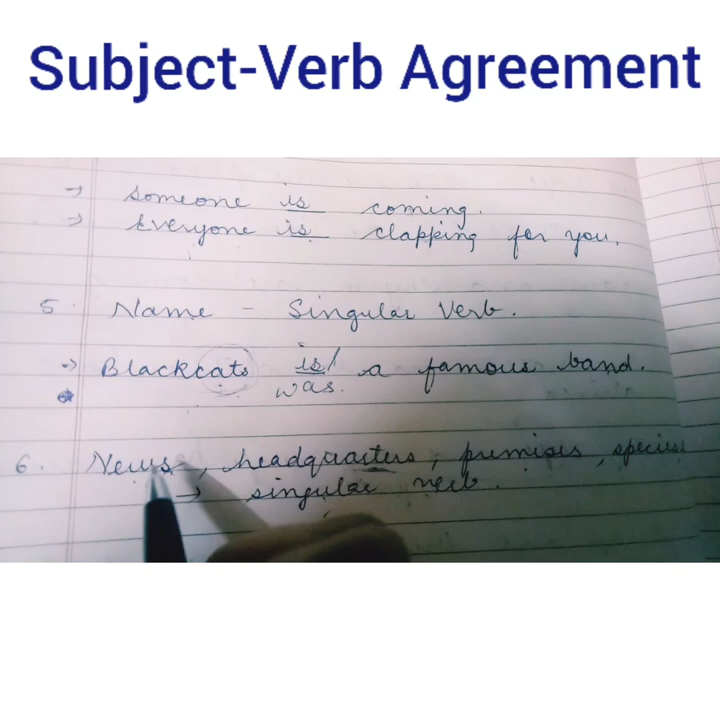 Subject-Verb Agreement
→ Someone is coming.
→ Everyone is clapping for you.
5. Name - Singular Verb.
→ Blackcats is/ a famous band.
was.
6. News, headquarters, premises, species
→ singular verb.